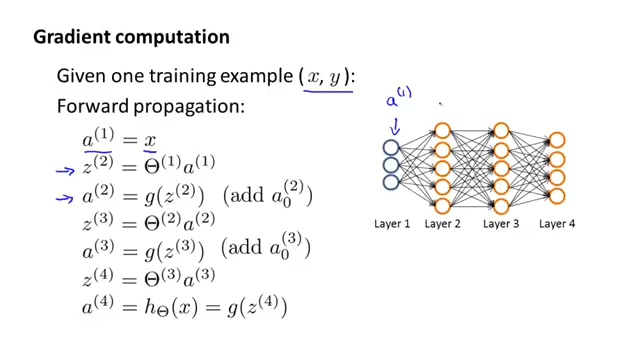 Gradient computation
Given one training example ( x, y ):
Forward propagation:
a^(1) = x
→ z^(2) = Θ^(1)a^(1)
→ a^(2) = g(z^(2)) (add a_0^(2))
z^(3) = Θ^(2)a^(2)
a^(3) = g(z^(3)) (add a_0^(3))
z^(4) = Θ^(3)a^(3)
a^(4) = h_Θ(x) = g(z^(4))
a^(1)
Layer 1 Layer 2 Layer 3 Layer 4